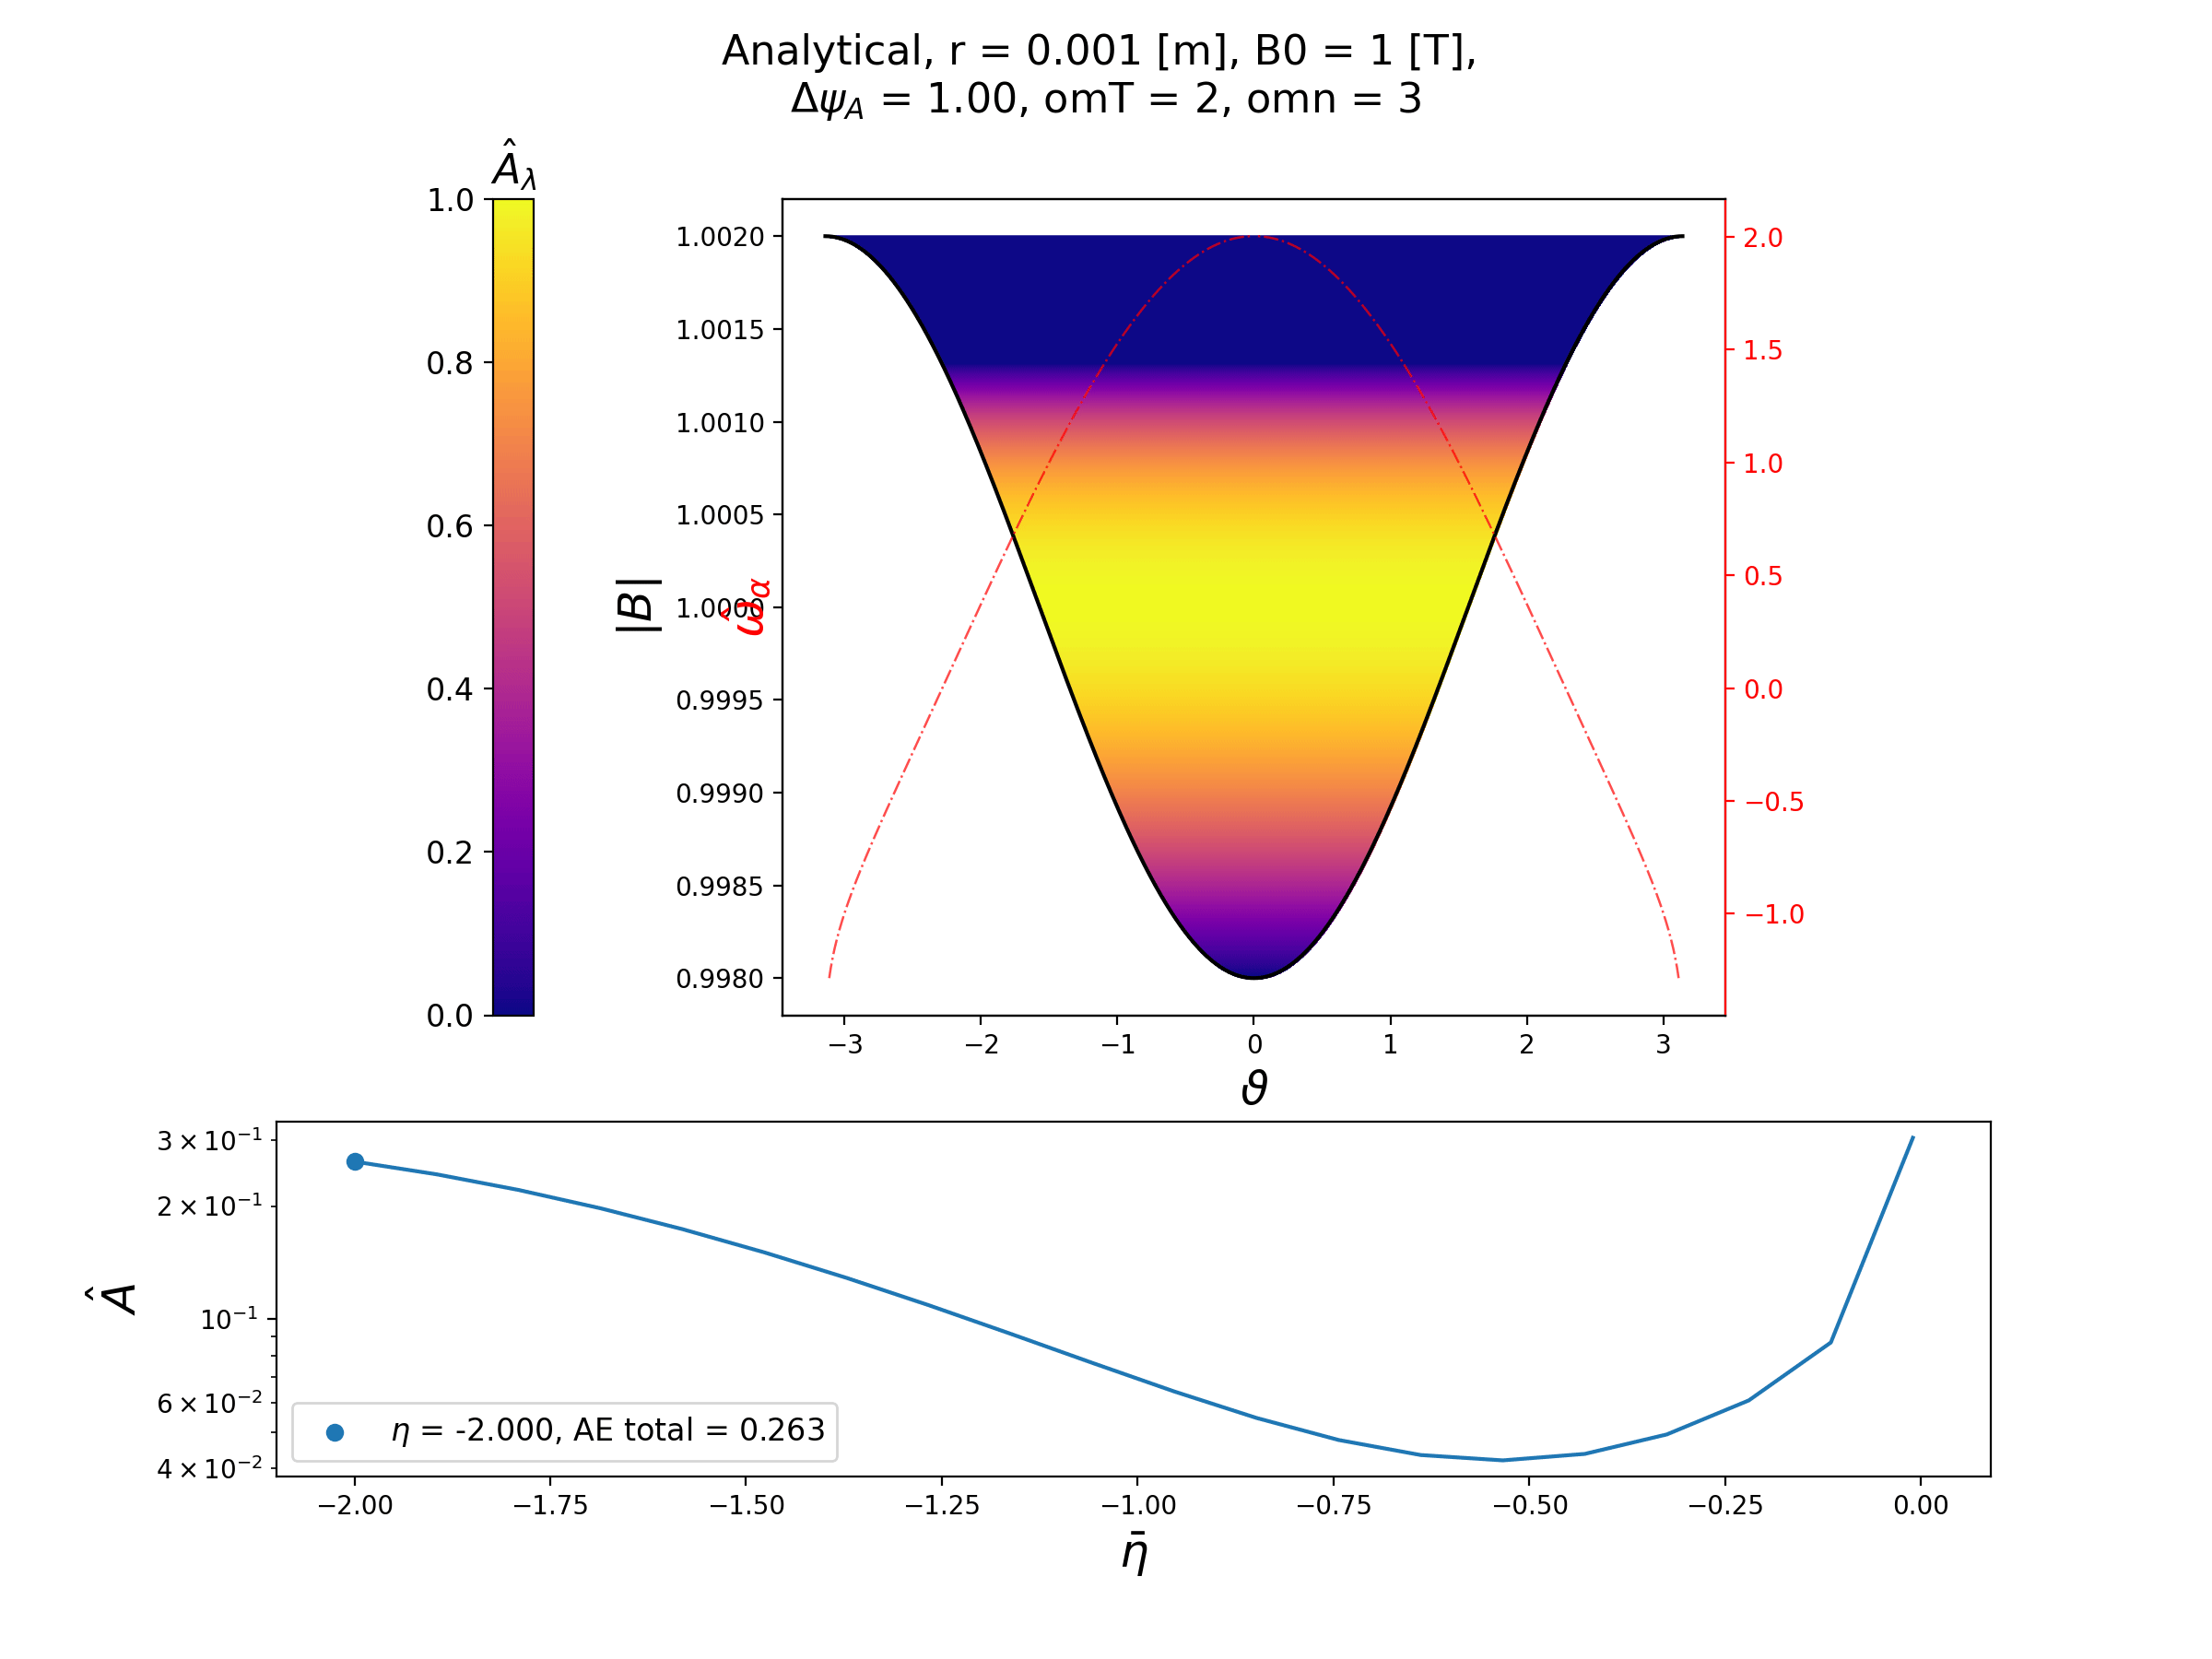 Analytical, r = 0.001 [m], B0 = 1 [T],
Δψ_A = 1.00, omT = 2, omn = 3
Â_λ
1.0
0.8
0.6
0.4
0.2
0.0
|B|
1.0020
1.0015
1.0010
1.0005
1.0000
0.9995
0.9990
0.9985
0.9980
ω̂_α
2.0
1.5
1.0
0.5
0.0
−0.5
−1.0
−3 −2 −1 0 1 2 3
ϑ
Â
3 × 10⁻¹
2 × 10⁻¹
10⁻¹
6 × 10⁻²
4 × 10⁻²
η = -2.000, AE total = 0.263
−2.00 −1.75 −1.50 −1.25 −1.00 −0.75 −0.50 −0.25 0.00
η̄